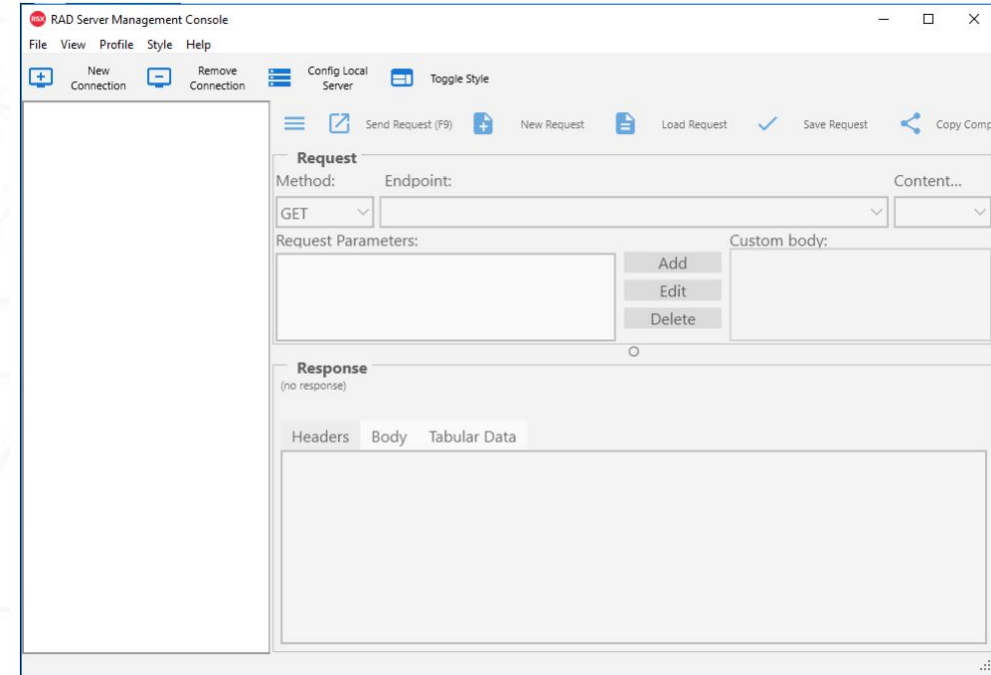 RSX RAD Server Management Console
File View Profile Style Help
New Connection Remove Connection Config Local Server Toggle Style
Send Request (F9) New Request Load Request Save Request Copy Comp
Request
Method: Endpoint: Content...
GET
Request Parameters: Custom body:
Add
Edit
Delete
Response
(no response)
Headers Body Tabular Data